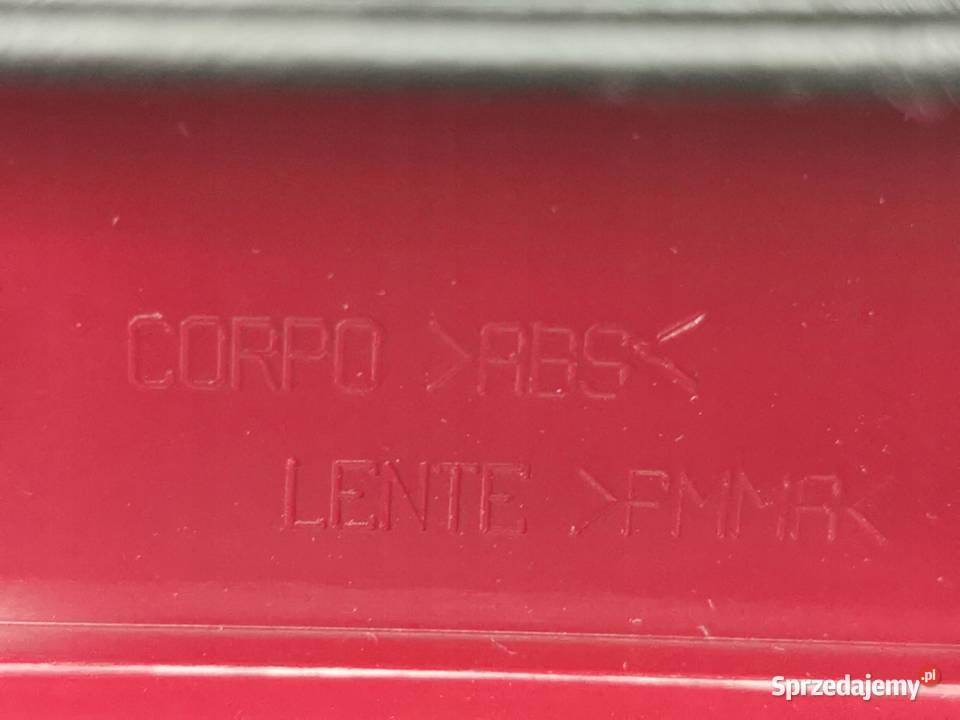 CORPO >ABS<
LENTE >PMMA<
Sprzedajemy.pl